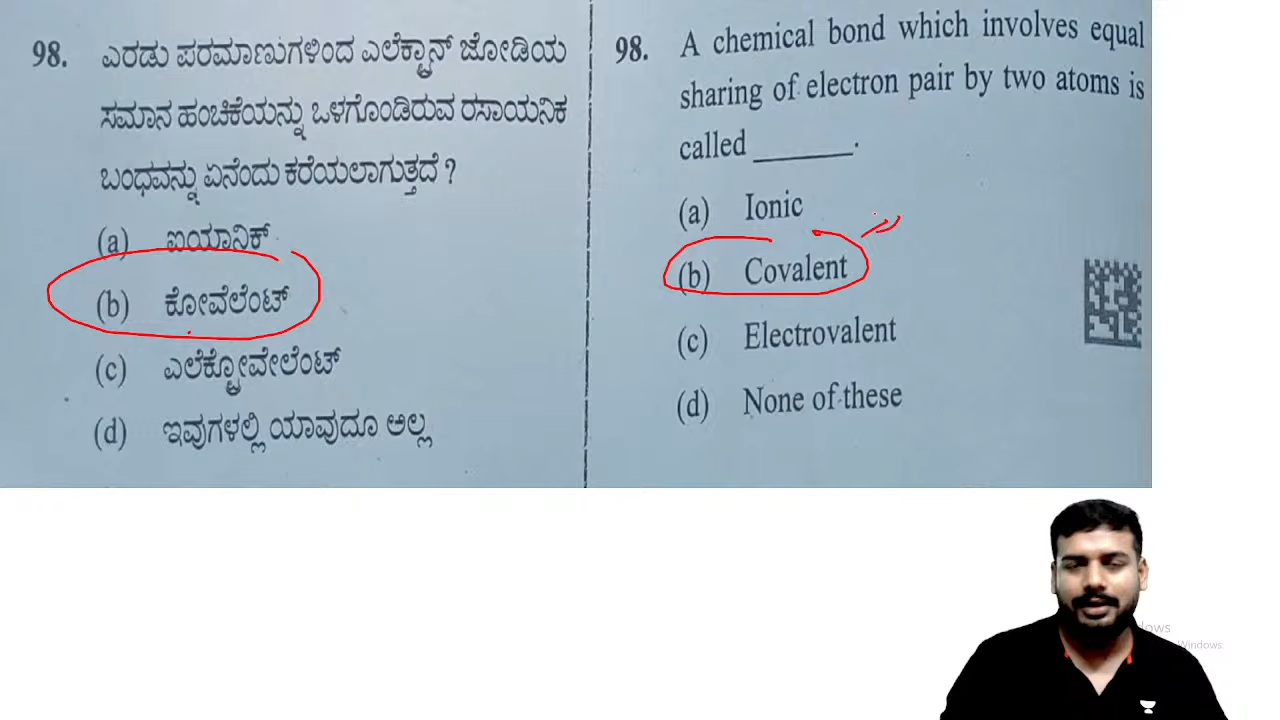 98. ಎರಡು ಪರಮಾಣುಗಳಿಂದ ಎಲೆಕ್ಟ್ರಾನ್ ಜೋಡಿಯ
ಸಮಾನ ಹಂಚಿಕೆಯನ್ನು ಒಳಗೊಂಡಿರುವ ರಸಾಯನಿಕ
ಬಂಧವನ್ನು ಏನೆಂದು ಕರೆಯಲಾಗುತ್ತದೆ ?
(a) ಐಯಾನಿಕ್
(b) ಕೋವೆಲೆಂಟ್
(c) ಎಲೆಕ್ಟ್ರೋವೇಲೆಂಟ್
(d) ಇವುಗಳಲ್ಲಿ ಯಾವುದೂ ಅಲ್ಲ
98. A chemical bond which involves equal
sharing of electron pair by two atoms is
called ______.
(a) Ionic
(b) Covalent
(c) Electrovalent
(d) None of these
Windows.